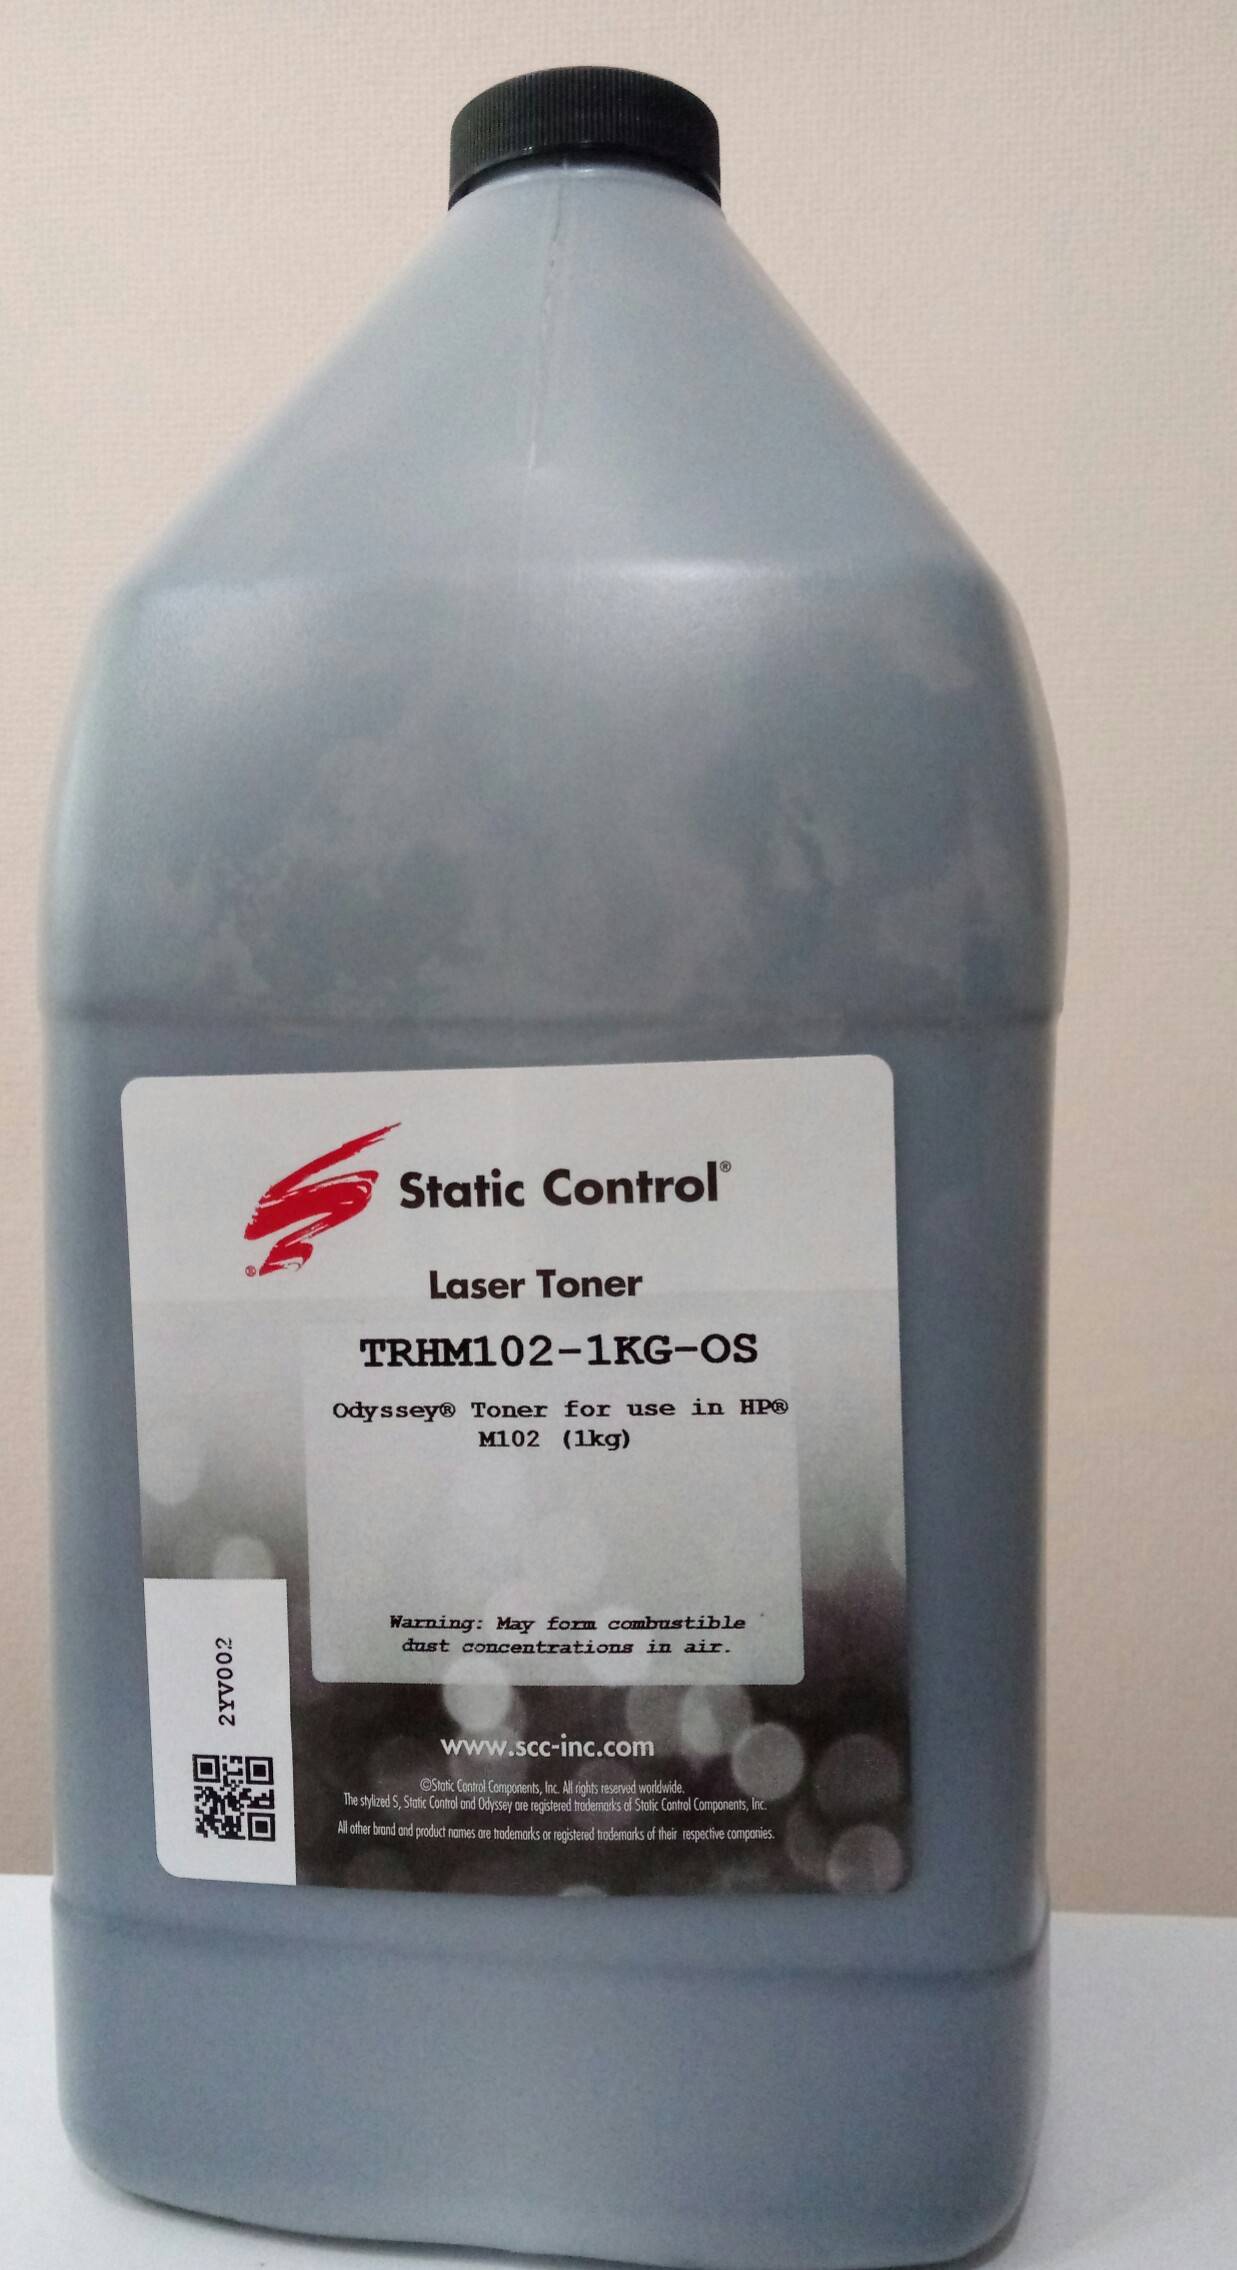 Static Control®
®
Laser Toner
TRHM102-1KG-OS
Odyssey® Toner for use in HP®
M102 (1kg)
Warning: May form combustible
dust concentrations in air.
2YV002
www.scc-inc.com
©Static Control Components, Inc. All rights reserved worldwide.
The stylized S, Static Control and Odyssey are registered trademarks of Static Control Components, Inc.
All other brand and product names are trademarks or registered trademarks of their respective companies.